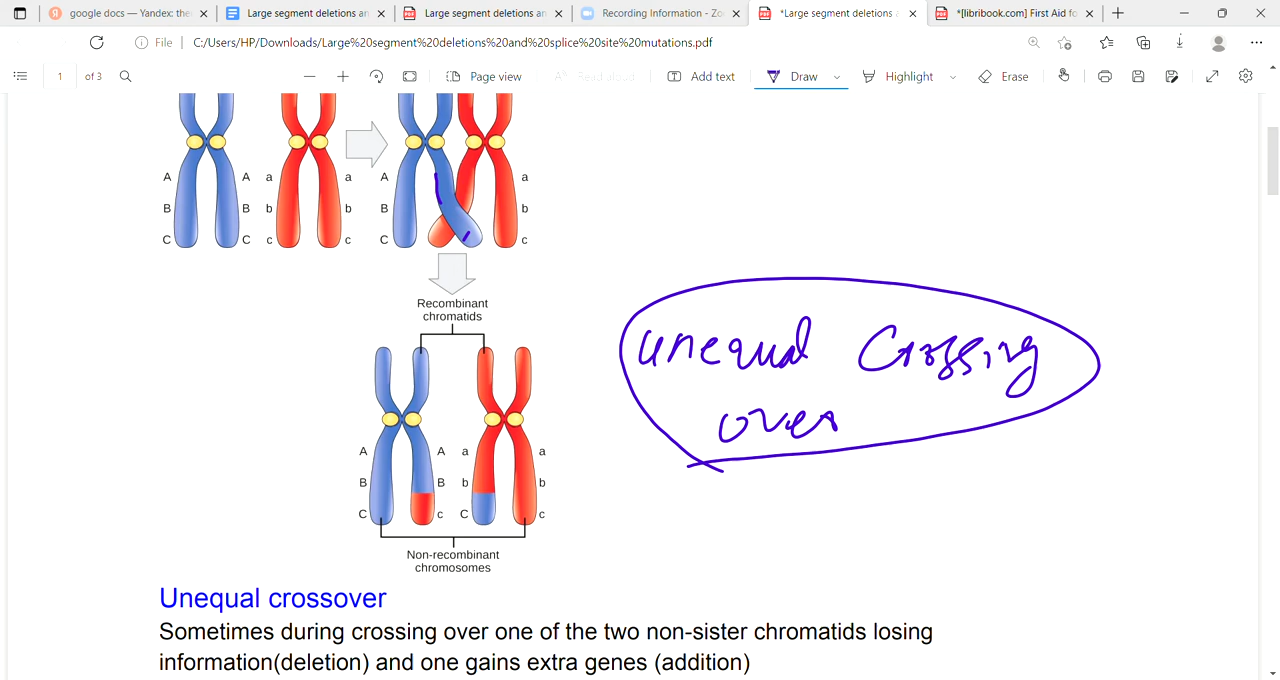 google docs — Yandex: the
Large segment deletions an
Large segment deletions an
Recording Information - Zo
*Large segment deletions a
*[libribook.com] First Aid fo
File | C:/Users/HP/Downloads/Large%20segment%20deletions%20and%20splice%20site%20mutations.pdf
1 of 3
Page view
Read aloud
Add text
Draw
Highlight
Erase
A A a a A a
B B b b B b
C C c c C c
Recombinant
chromatids
unequal Crossing
over
A A a a
B B b b
C c C c
Non-recombinant
chromosomes
Unequal crossover
Sometimes during crossing over one of the two non-sister chromatids losing
information(deletion) and one gains extra genes (addition)